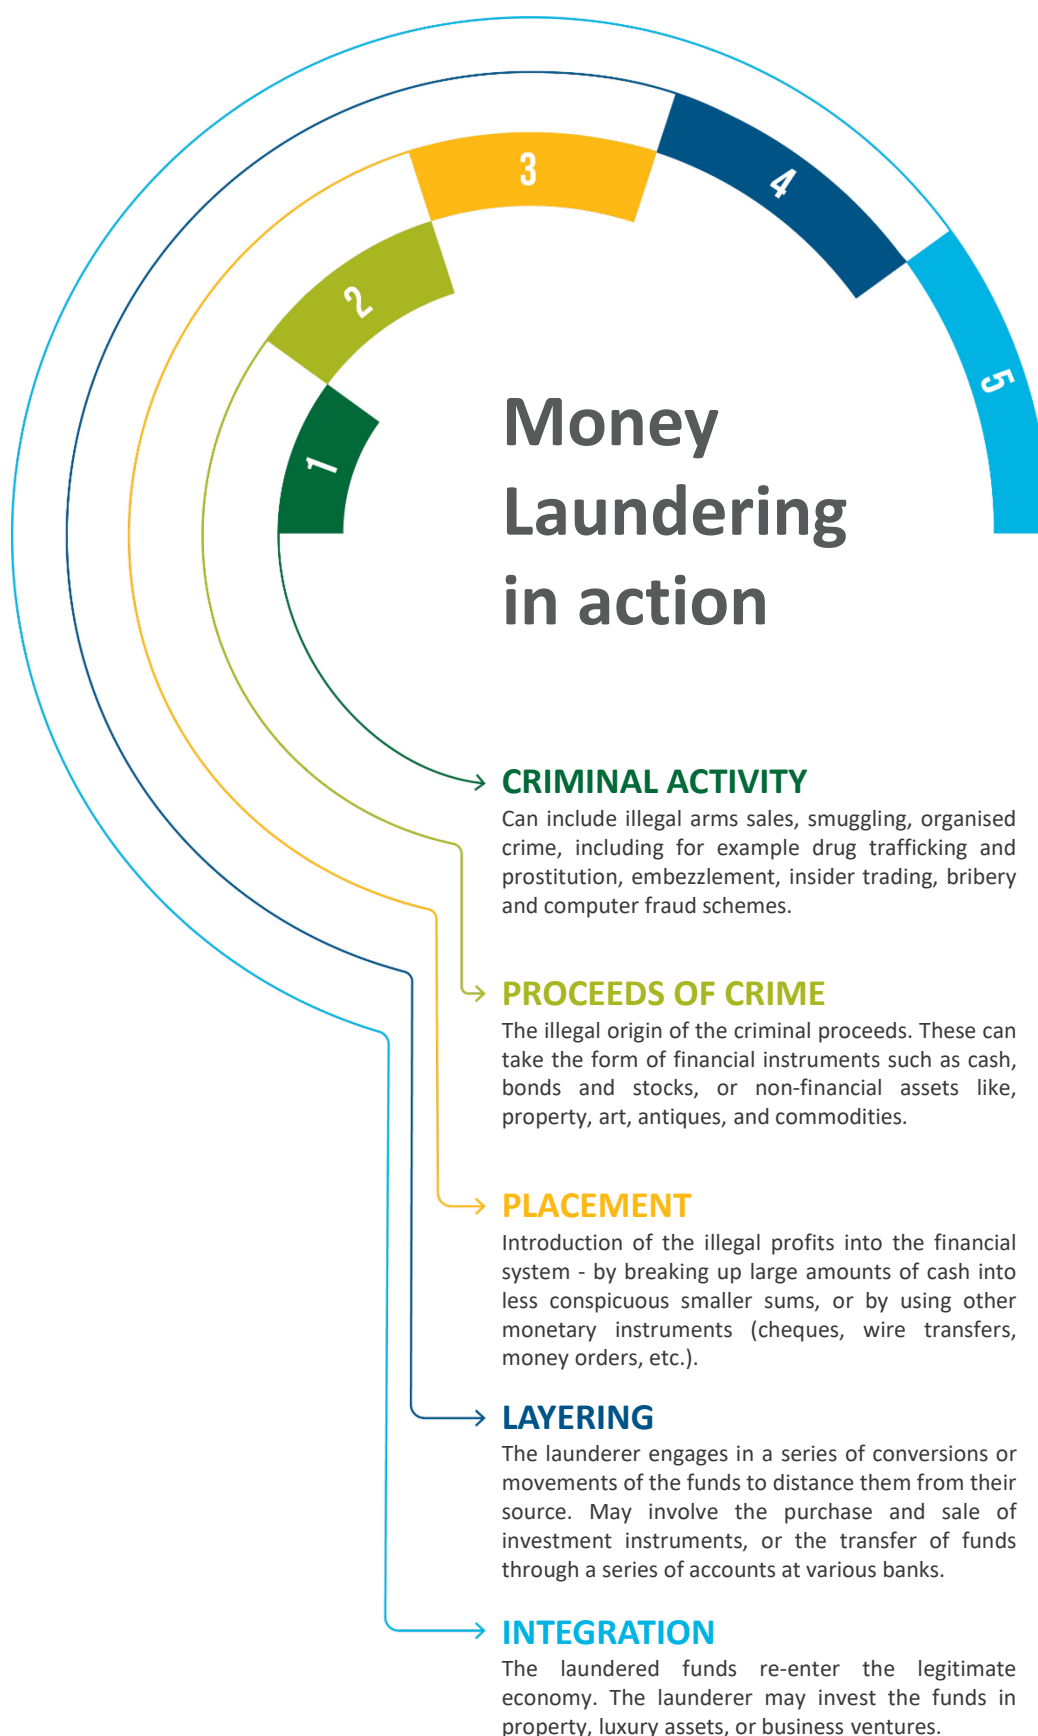 1
2
3
4
5
Money
Laundering
in action
CRIMINAL ACTIVITY
Can include illegal arms sales, smuggling, organised
crime, including for example drug trafficking and
prostitution, embezzlement, insider trading, bribery
and computer fraud schemes.
PROCEEDS OF CRIME
The illegal origin of the criminal proceeds. These can
take the form of financial instruments such as cash,
bonds and stocks, or non-financial assets like,
property, art, antiques, and commodities.
PLACEMENT
Introduction of the illegal profits into the financial
system - by breaking up large amounts of cash into
less conspicuous smaller sums, or by using other
monetary instruments (cheques, wire transfers,
money orders, etc.).
LAYERING
The launderer engages in a series of conversions or
movements of the funds to distance them from their
source. May involve the purchase and sale of
investment instruments, or the transfer of funds
through a series of accounts at various banks.
INTEGRATION
The laundered funds re-enter the legitimate
economy. The launderer may invest the funds in
property, luxury assets, or business ventures.